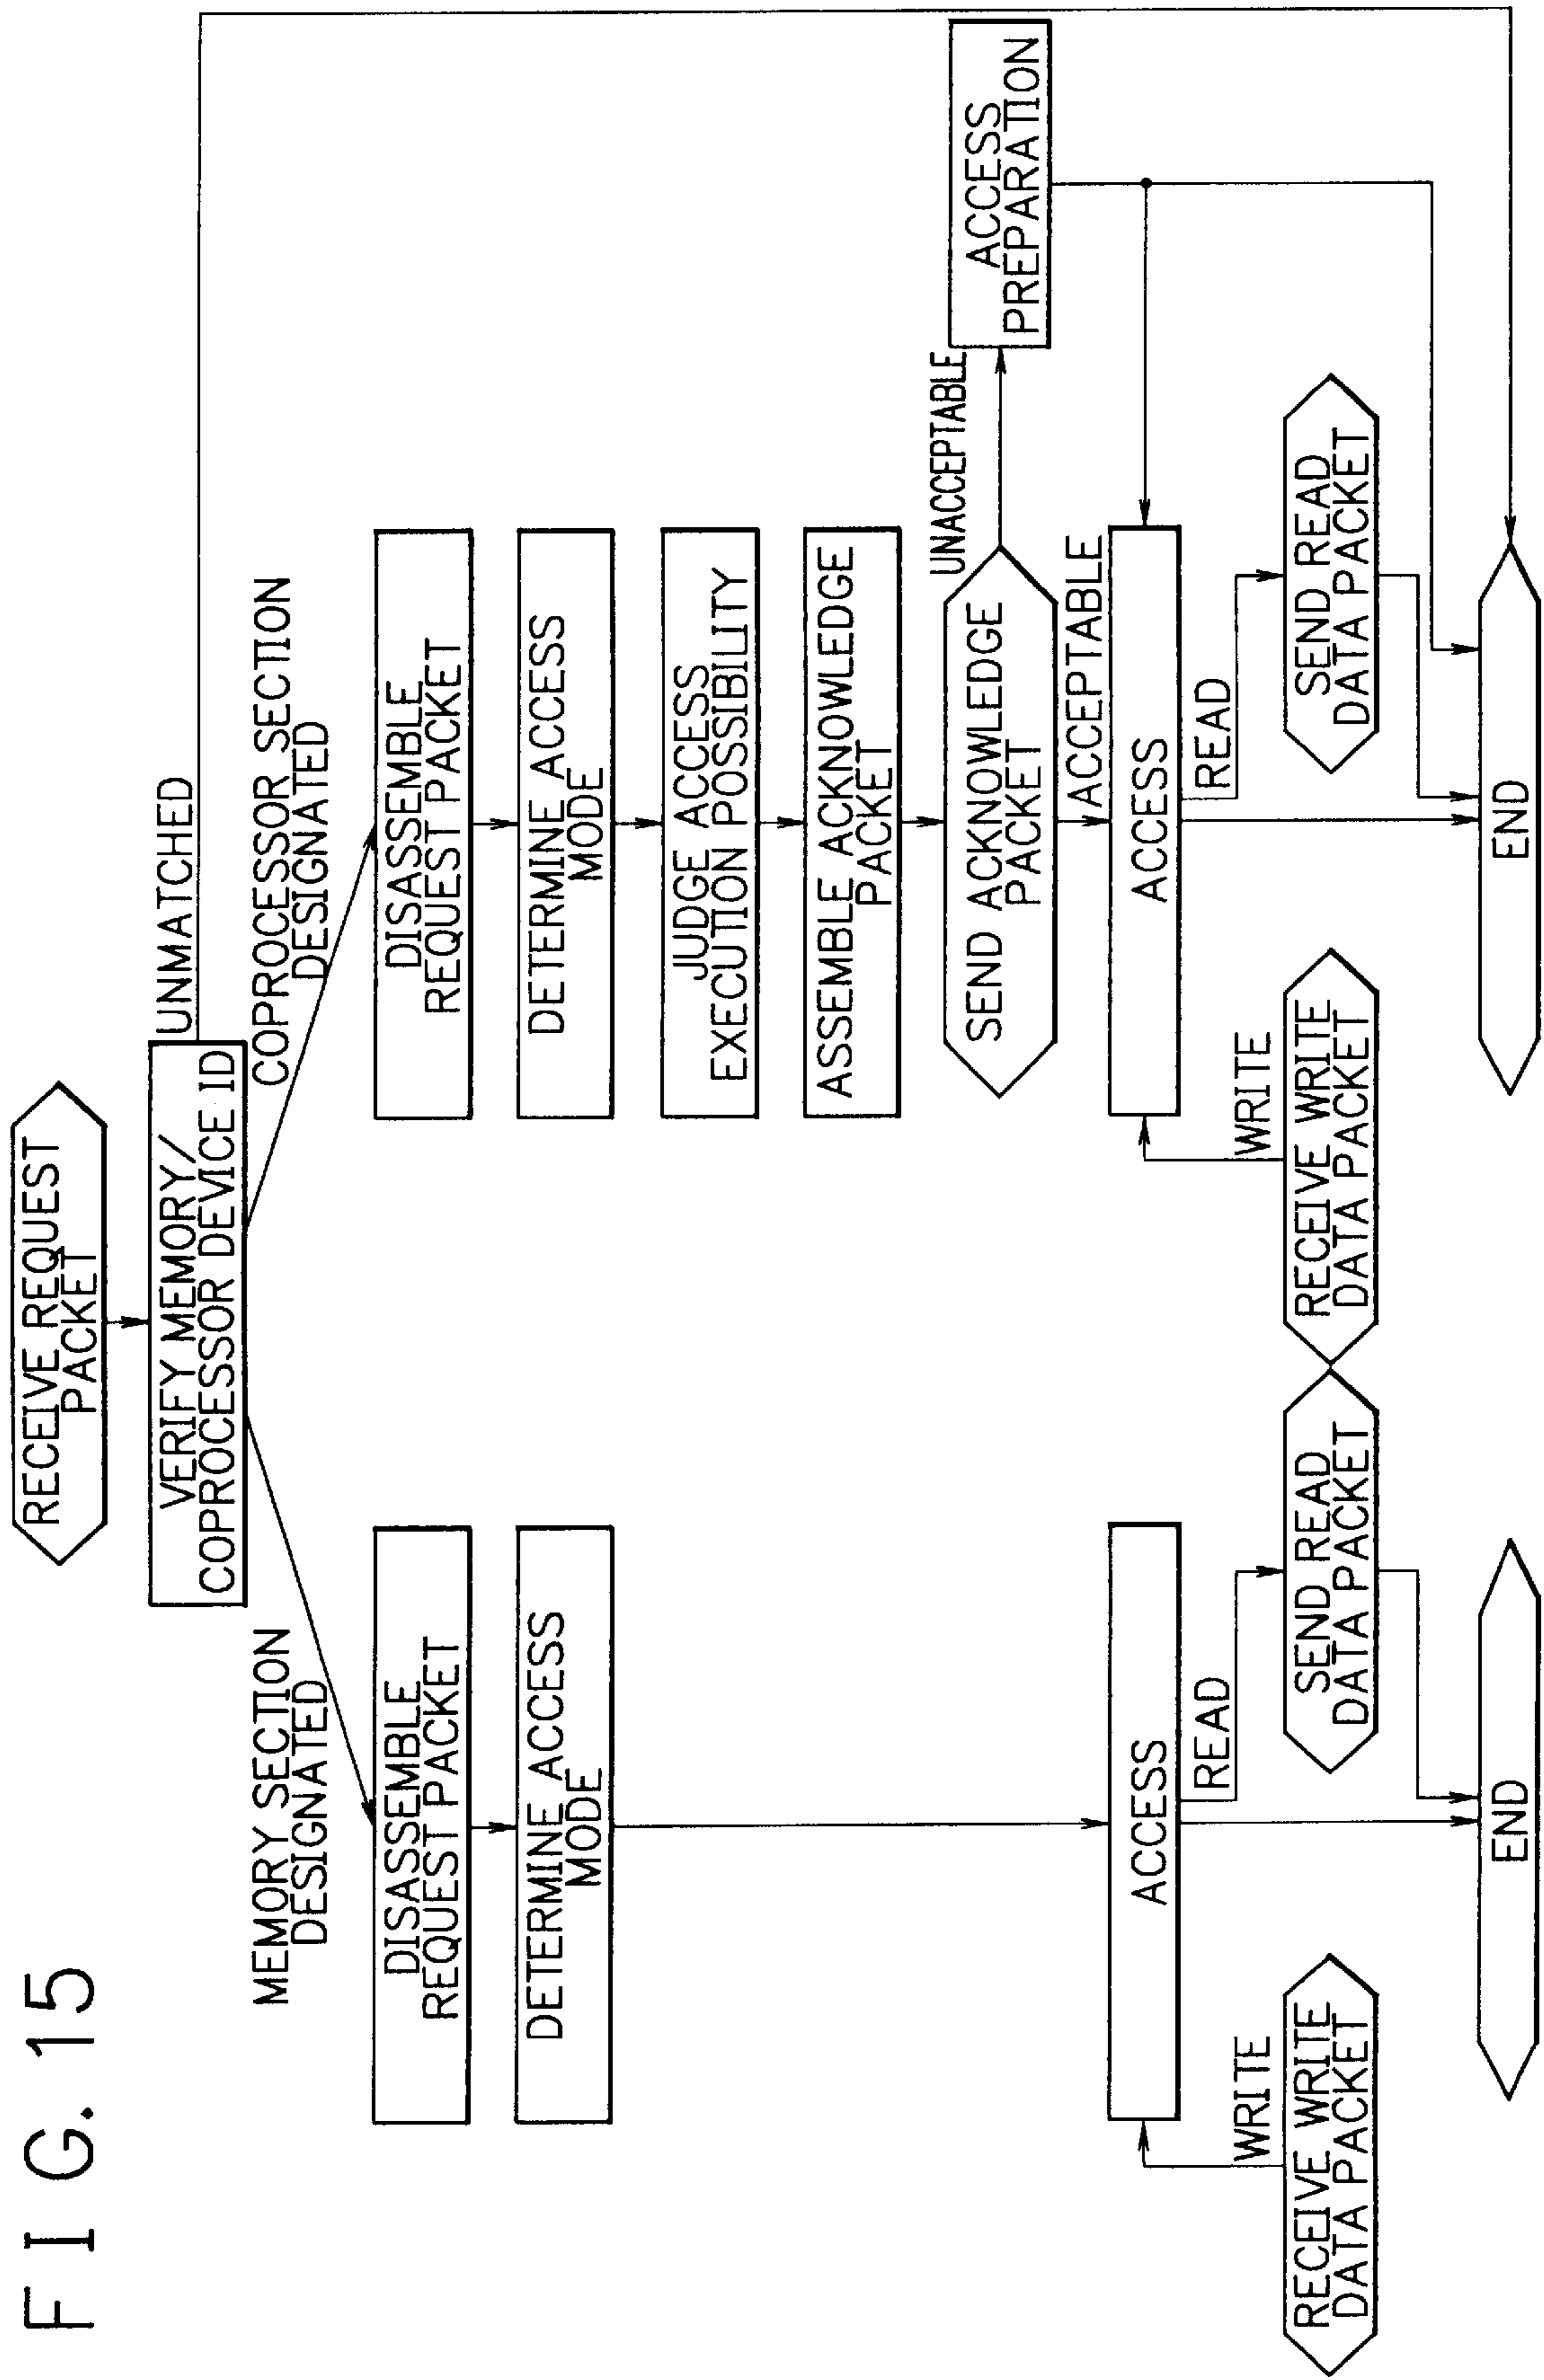 F I G. 15
RECEIVE REQUEST
PACKET
VERIFY MEMORY/
COPROCESSOR DEVICE ID
UNMATCHED
MEMORY SECTION
DESIGNATED
COPROCESSOR SECTION
DESIGNATED
DISASSEMBLE
REQUEST PACKET
DISASSEMBLE
REQUEST PACKET
DETERMINE ACCESS
MODE
DETERMINE ACCESS
MODE
JUDGE ACCESS
EXECUTION POSSIBILITY
ASSEMBLE ACKNOWLEDGE
PACKET
SEND ACKNOWLEDGE
PACKET
UNACCEPTABLE
ACCESS
PREPARATION
ACCEPTABLE
ACCESS
ACCESS
WRITE
READ
WRITE
READ
RECEIVE WRITE
DATA PACKET
SEND READ
DATA PACKET
RECEIVE WRITE
DATA PACKET
SEND READ
DATA PACKET
END
END